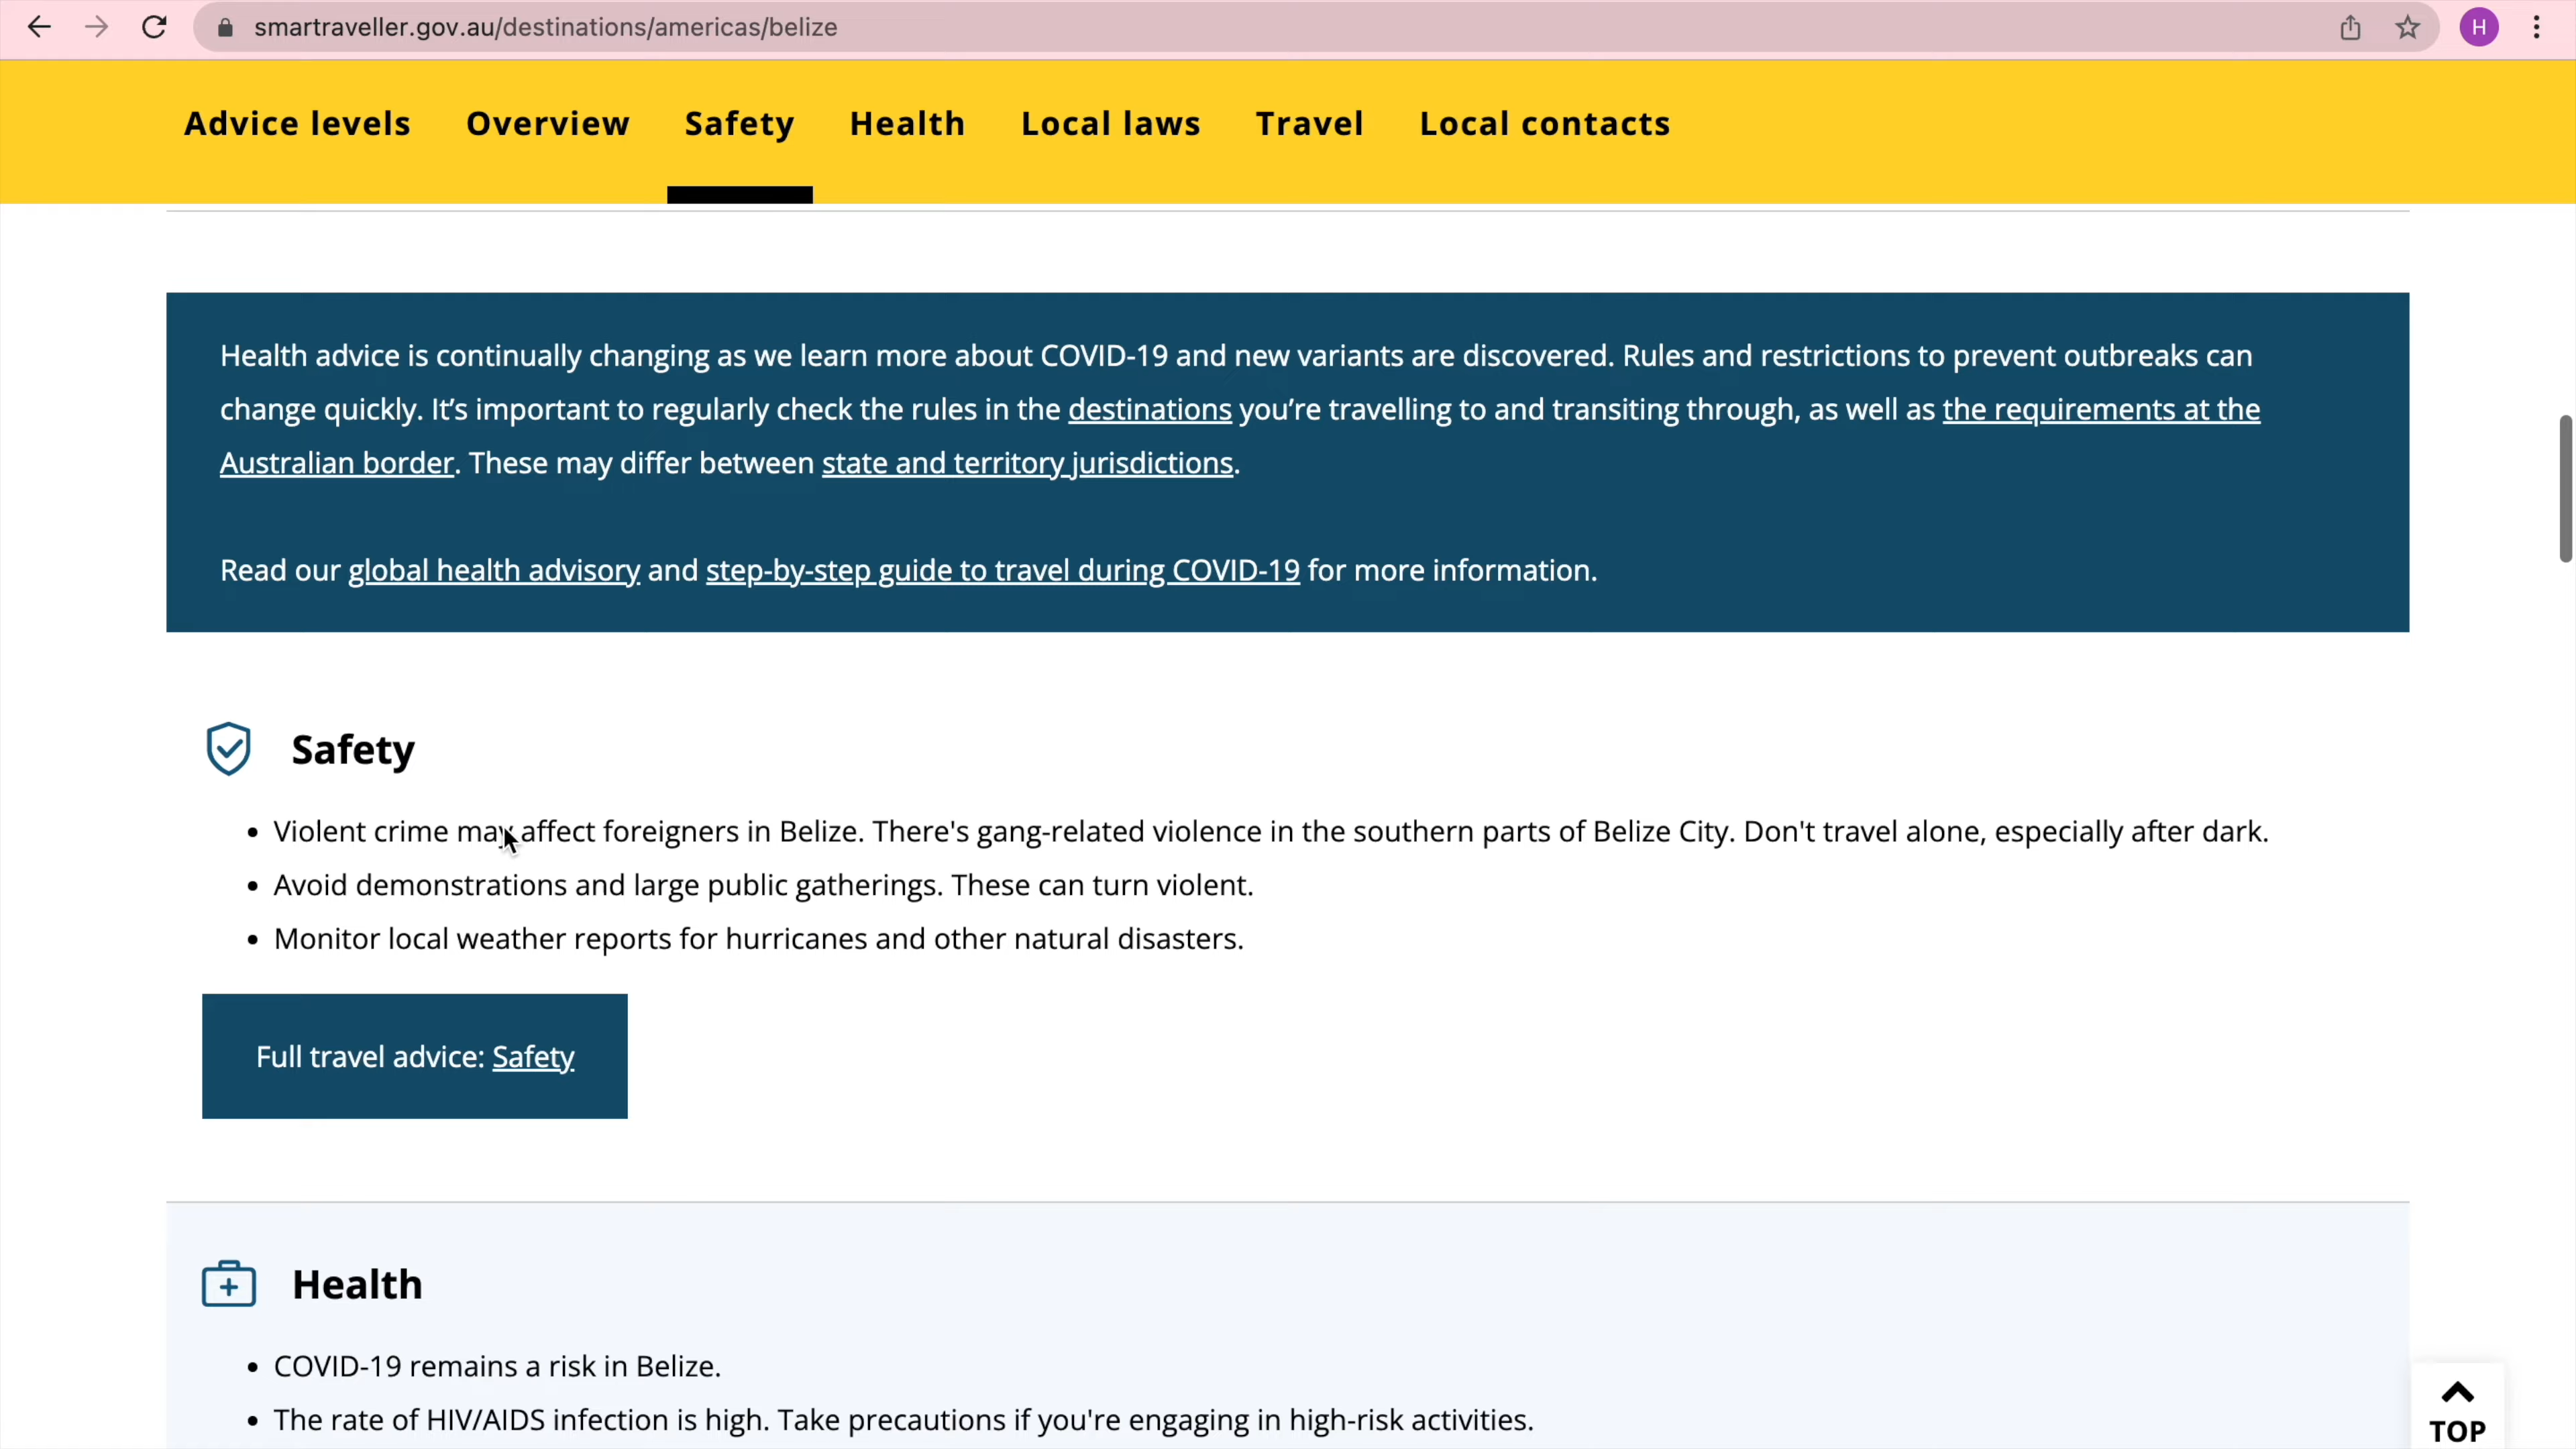 smartraveller.gov.au/destinations/americas/belize
H
Advice levels Overview Safety Health Local laws Travel Local contacts
Health advice is continually changing as we learn more about COVID-19 and new variants are discovered. Rules and restrictions to prevent outbreaks can
change quickly. It’s important to regularly check the rules in the destinations you’re travelling to and transiting through, as well as the requirements at the
Australian border. These may differ between state and territory jurisdictions.
Read our global health advisory and step-by-step guide to travel during COVID-19 for more information.
Safety
• Violent crime may affect foreigners in Belize. There's gang-related violence in the southern parts of Belize City. Don't travel alone, especially after dark.
• Avoid demonstrations and large public gatherings. These can turn violent.
• Monitor local weather reports for hurricanes and other natural disasters.
Full travel advice: Safety
Health
• COVID-19 remains a risk in Belize.
• The rate of HIV/AIDS infection is high. Take precautions if you're engaging in high-risk activities.
TOP